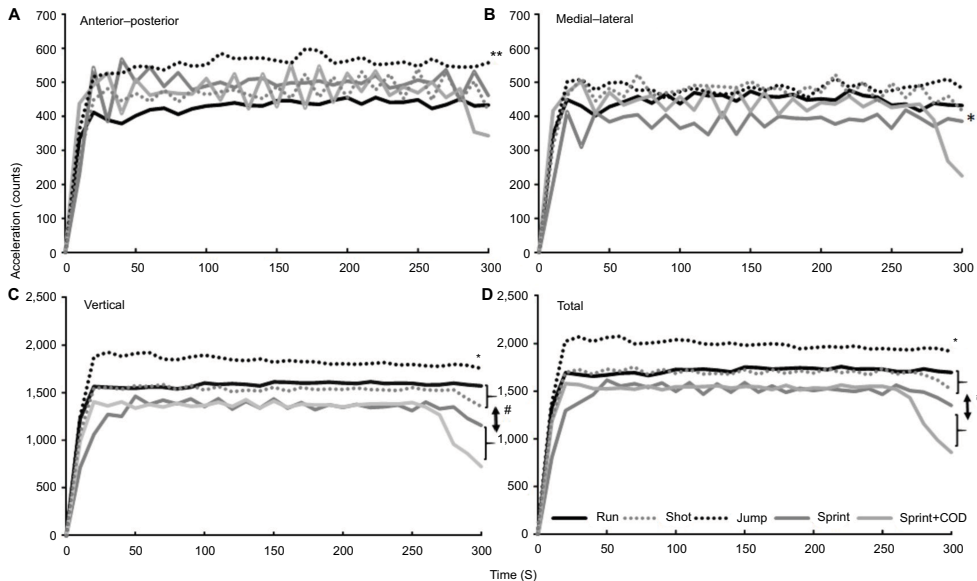 A
Anterior–posterior
700
600
500
400
300
200
100
0
**
0 50 100 150 200 250 300
B
Medial–lateral
700
600
500
400
300
200
100
0
*
0 50 100 150 200 250 300
Acceleration (counts)
C
Vertical
2,500
2,000
1,500
1,000
500
0
*
#
0 50 100 150 200 250 300
D
Total
2,500
2,000
1,500
1,000
500
0
*
Run Shot Jump Sprint Sprint+COD
0 50 100 150 200 250 300
Time (S)